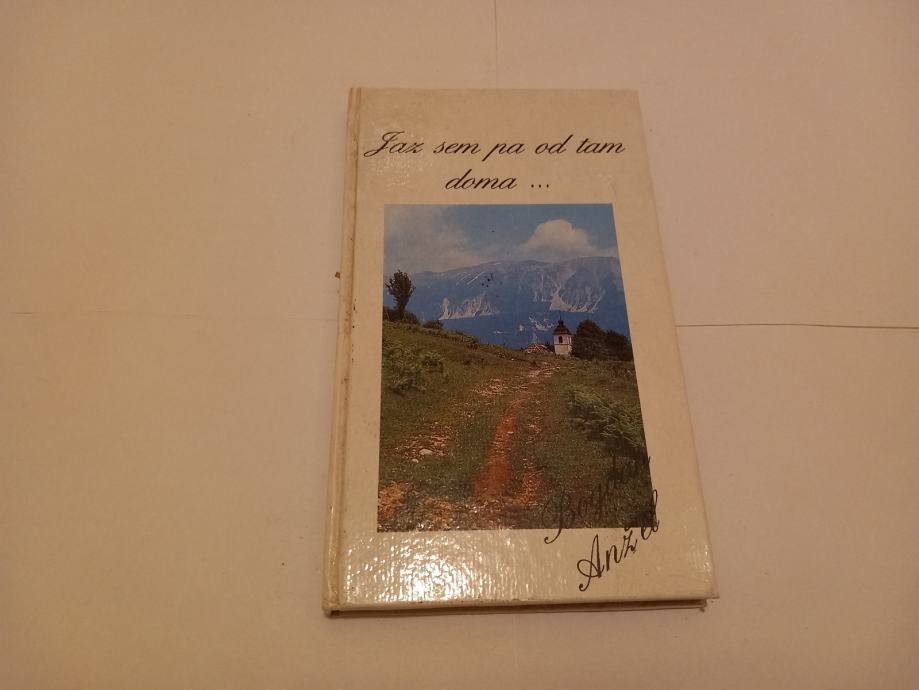 Jaz sem pa od tam
doma ...
Bogdan
Anžel